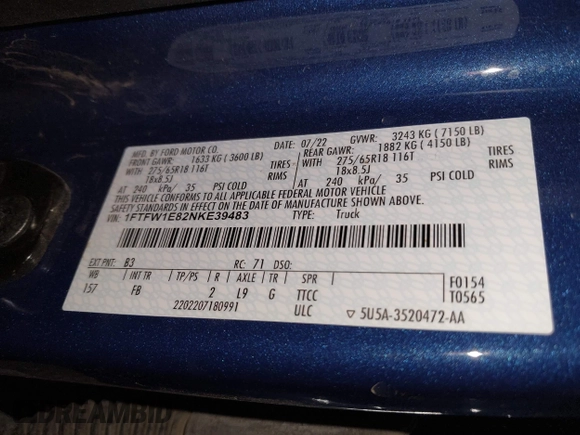 MFD. BY FORD MOTOR CO.
DATE: 07/22 GVWR: 3243 KG ( 7150 LB)
FRONT GAWR: 1633 KG ( 3600 LB)
REAR GAWR: 1882 KG ( 4150 LB)
WITH 275/65R18 116T TIRES
WITH 275/65R18 116T TIRES
18x8.5J RIMS
18x8.5J
AT 240 kPa/ 35 PSI COLD
AT 240 kPa/ 35 PSI COLD
THIS VEHICLE CONFORMS TO ALL APPLICABLE FEDERAL MOTOR VEHICLE
SAFETY STANDARDS IN EFFECT ON THE DATE OF MANUFACTURE SHOWN ABOVE.
VIN: 1FTFW1E82NKE39483 TYPE: Truck
EXT PNT: B3 RC: 71 DSO:
WB INT TR TP/PS R AXLE TR SPR
157 FB 2 L9 G TTCC
F0154
T0565
2202207180991 ULC ▽ 5U5A-3520472-AA
DREAMBID